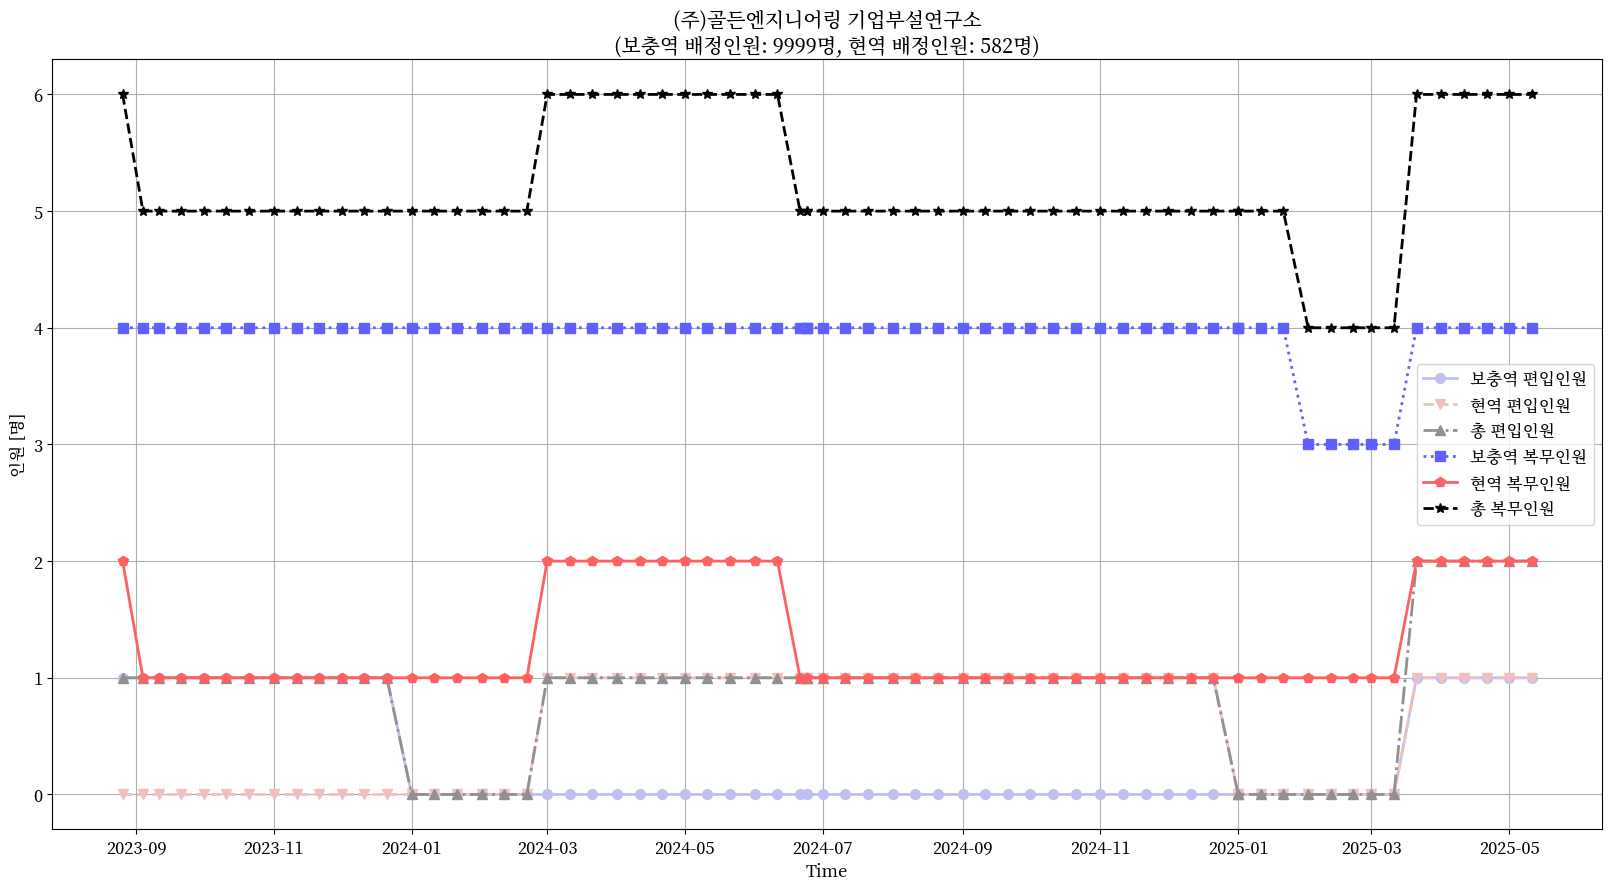 (주)골든엔지니어링 기업부설연구소
(보충역 배정인원: 9999명, 현역 배정인원: 582명)
6
5
4
3
2
1
0
인원 [명]
보충역 편입인원
현역 편입인원
총 편입인원
보충역 복무인원
현역 복무인원
총 복무인원
2023-09 2023-11 2024-01 2024-03 2024-05 2024-07 2024-09 2024-11 2025-01 2025-03 2025-05
Time